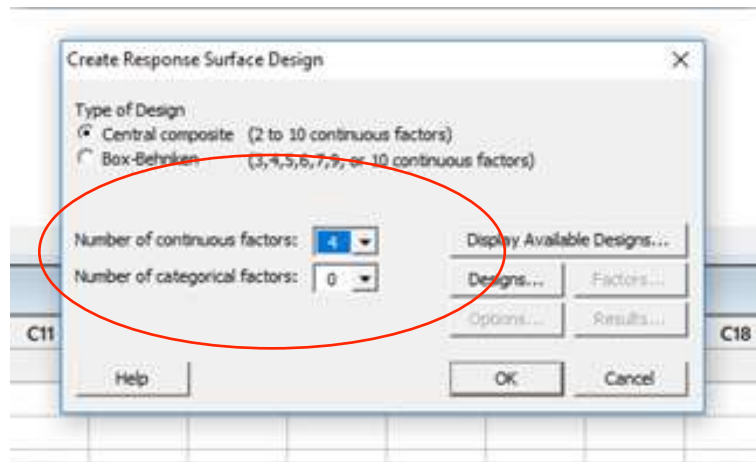 Create Response Surface Design
Type of Design
Central composite (2 to 10 continuous factors)
Box-Behnken (3,4,5,6,7,9, or 10 continuous factors)
Number of continuous factors: 4 Display Available Designs...
Number of categorical factors: 0 Designs... Factors...
Options... Results...
C11 C18
Help OK Cancel